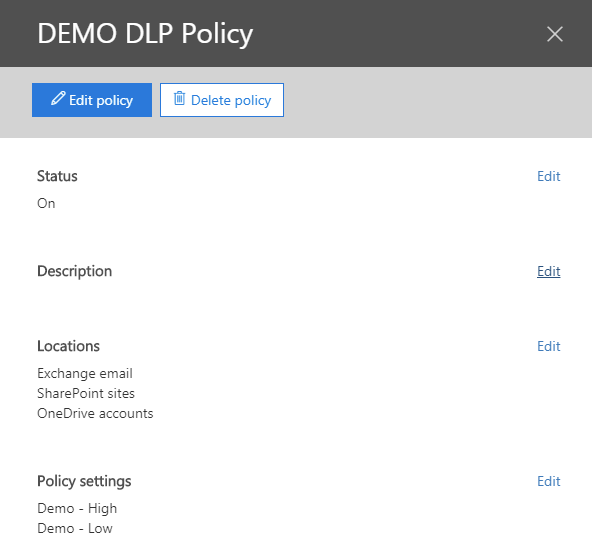 DEMO DLP Policy
Edit policy
Delete policy
Status
Edit
On
Description
Edit
Locations
Edit
Exchange email
SharePoint sites
OneDrive accounts
Policy settings
Edit
Demo - High
Demo - Low